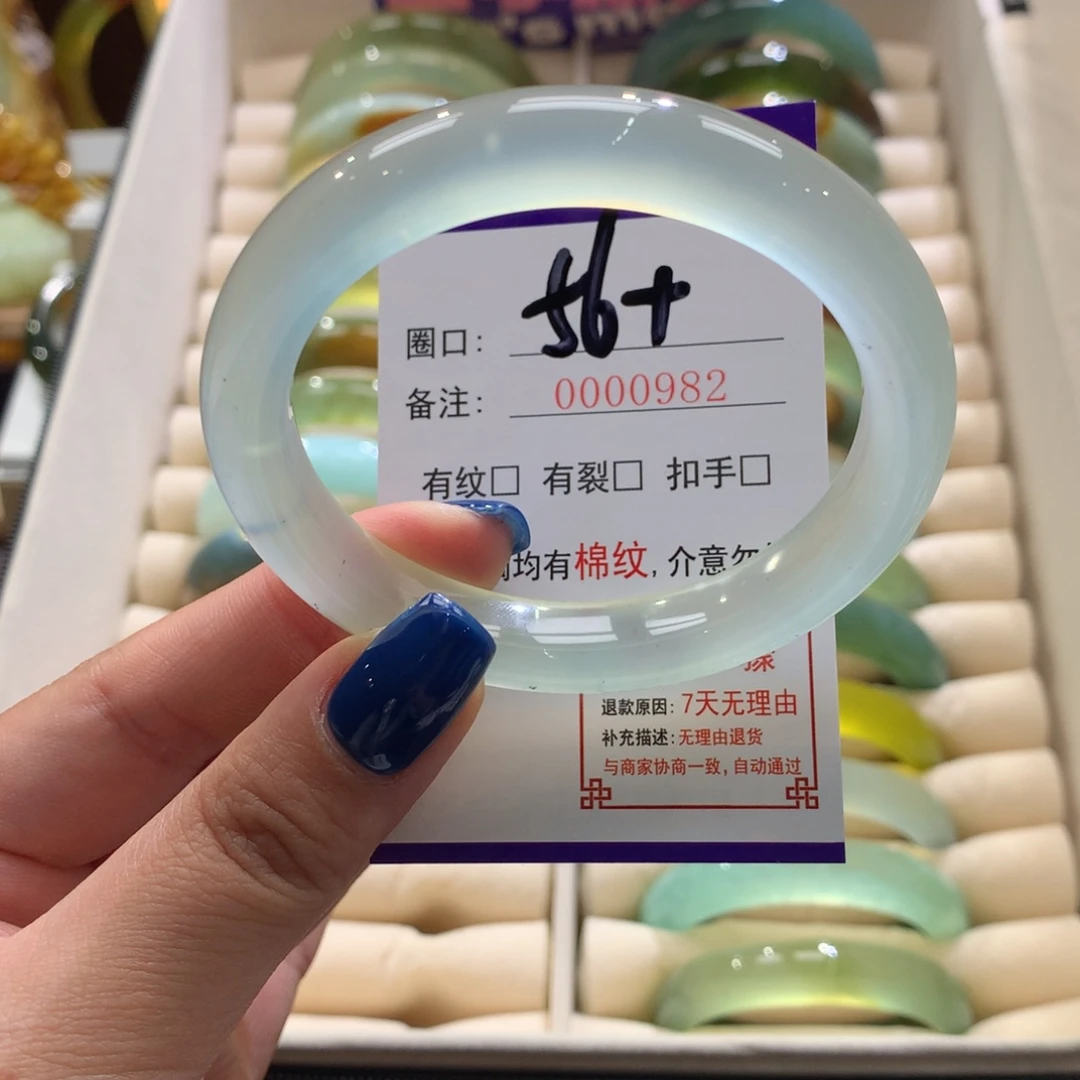 圈口: 56+
备注: 0000982
有纹□ 有裂□ 扣手□
均有棉纹, 介意勿
退款原因: 7天无理由
补充描述: 无理由退货
与商家协商一致, 自动通过